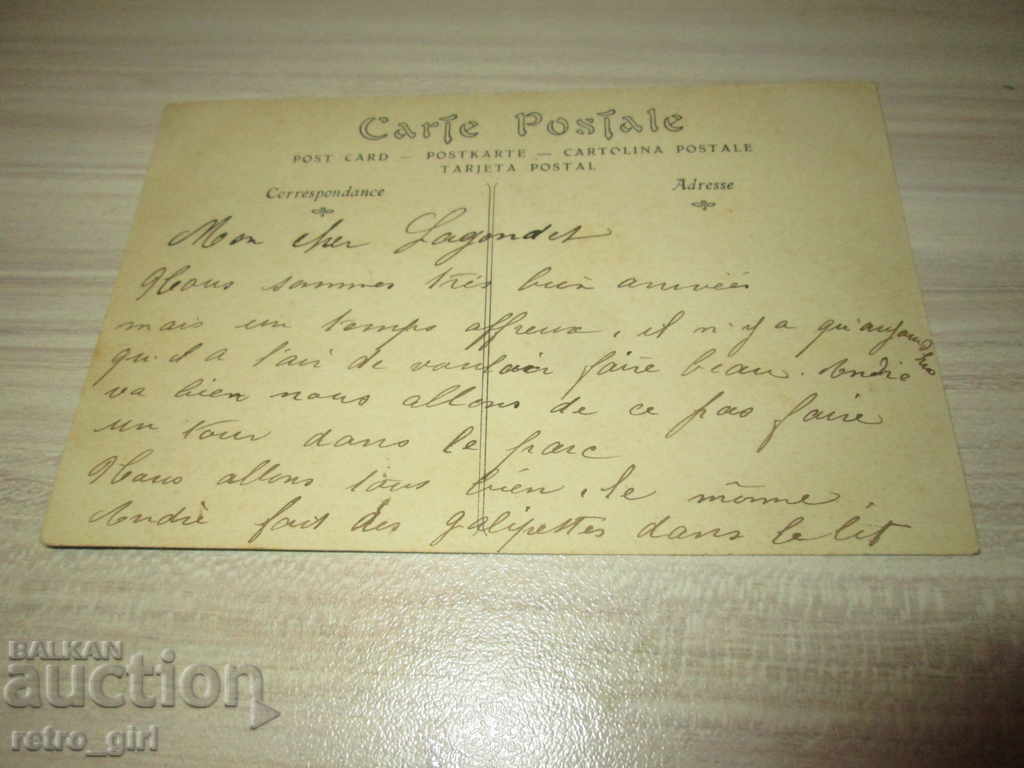 Carte Postale
POST CARD — POSTKARTE — CARTOLINA POSTALE
TARJETA POSTAL
Correspondance
Adresse
Mon cher Lagondet
Nous sommes très bien arrivées
mais un temps affreux, il n'y a qu'aujourd'hui
qu'il a l'air de vouloir faire beau. André
va bien nous allons de ce pas faire
un tour dans le parc
Nous allons tous bien, le mônne
André fait des galipettes dans le lit
BALKAN
auction
retro_girl